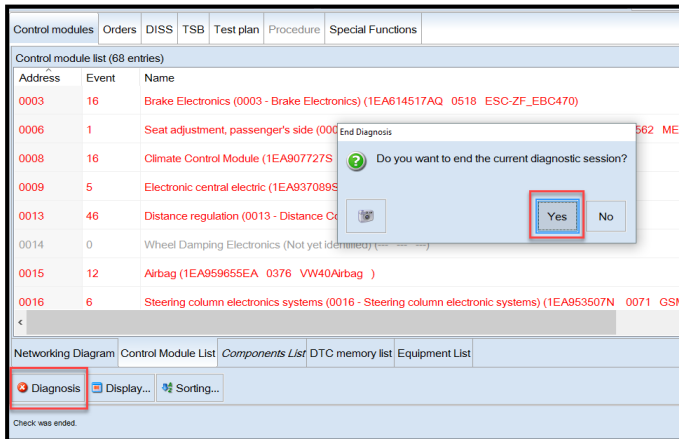 Control modules Orders DISS TSB Test plan Procedure Special Functions
Control module list (68 entries)
Address Event Name
0003 16 Brake Electronics (0003 - Brake Electronics) (1EA614517AQ 0518 ESC-ZF_EBC470)
0006 1 Seat adjustment, passenger's side (000 562 ME
End Diagnosis
Do you want to end the current diagnostic session?
0008 16 Climate Control Module (1EA907727S
0009 5 Electronic central electric (1EA937089S
Yes No
0013 46 Distance regulation (0013 - Distance Co
0014 0 Wheel Damping Electronics (Not yet identified) (--- --- ---)
0015 12 Airbag (1EA959655EA 0376 VW40Airbag )
0016 6 Steering column electronics systems (0016 - Steering column electronic systems) (1EA953507N 0071 GSM
Networking Diagram Control Module List Components List DTC memory list Equipment List
Diagnosis Display... Sorting...
Check was ended.